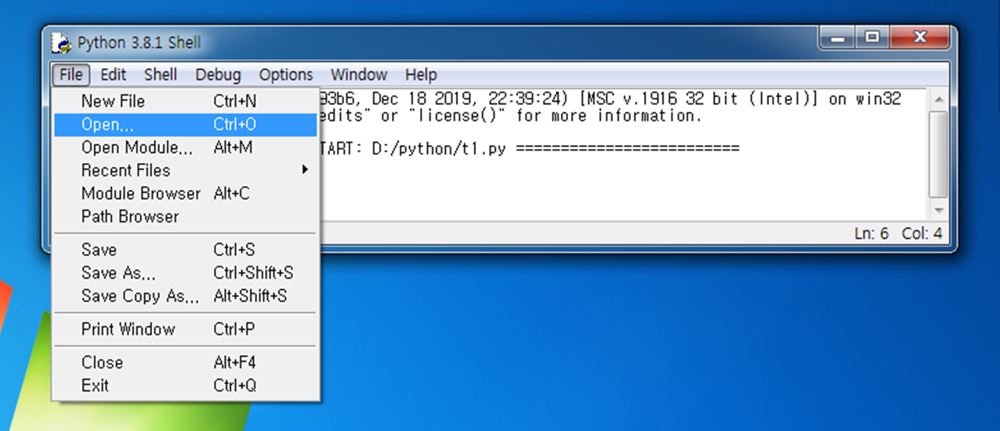 Python 3.8.1 Shell
File Edit Shell Debug Options Window Help
93b6, Dec 18 2019, 22:39:24) [MSC v.1916 32 bit (Intel)] on win32
edits" or "license()" for more information.
TART: D:/python/t1.py =========================
New File Ctrl+N
Open... Ctrl+O
Open Module... Alt+M
Recent Files
Module Browser Alt+C
Path Browser
Save Ctrl+S
Save As... Ctrl+Shift+S
Save Copy As... Alt+Shift+S
Print Window Ctrl+P
Close Alt+F4
Exit Ctrl+Q
Ln: 6 Col: 4